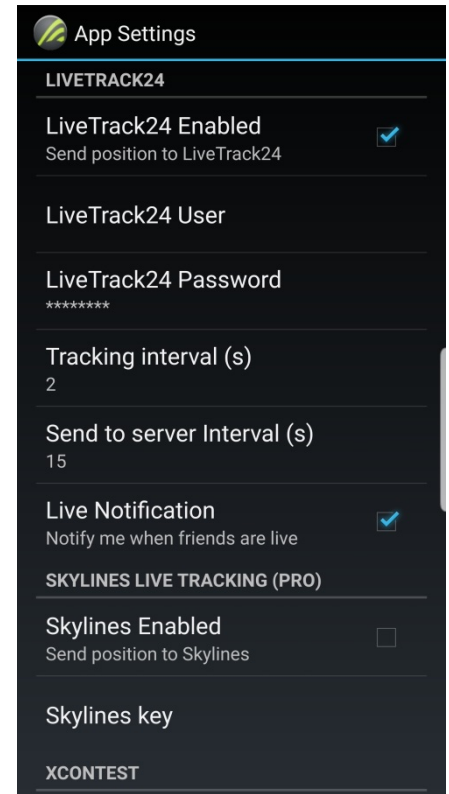 App Settings
LIVETRACK24
LiveTrack24 Enabled
Send position to LiveTrack24
LiveTrack24 User
LiveTrack24 Password
********
Tracking interval (s)
2
Send to server Interval (s)
15
Live Notification
Notify me when friends are live
SKYLINES LIVE TRACKING (PRO)
Skylines Enabled
Send position to Skylines
Skylines key
XCONTEST